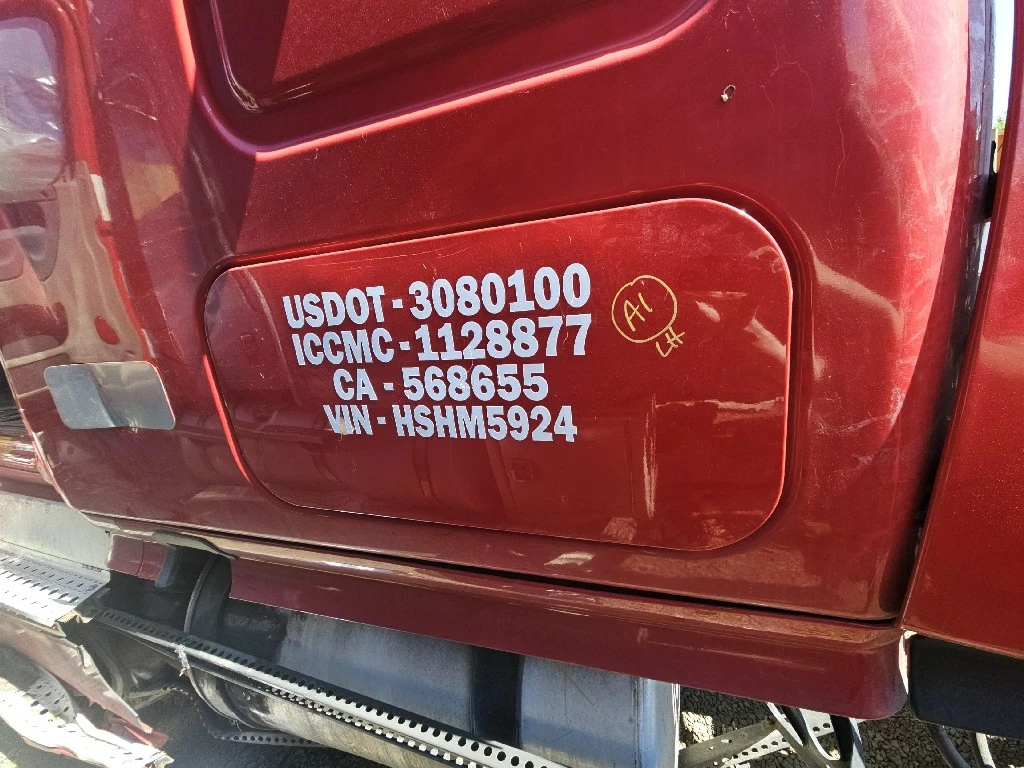 USDOT - 3080100
ICCMC - 1128877
CA - 568655
VIN - HSHM5924
A1
LH